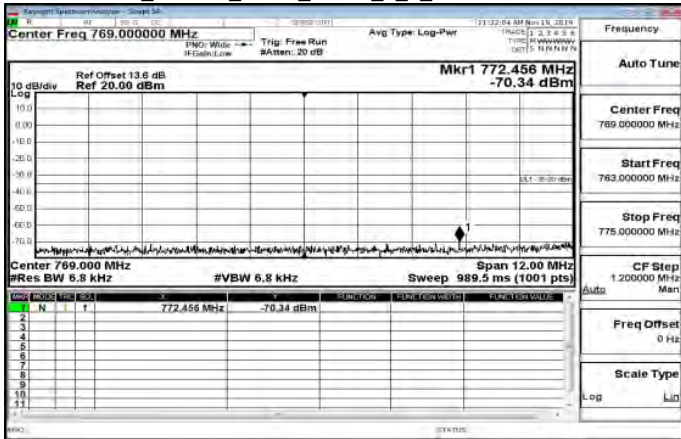 Keysight Spectrum Analyzer - Swept SA
Center Freq 769.000000 MHz
PNO: Wide
IFGain:Low
Trig: Free Run
#Atten: 20 dB
Avg Type: Log-Pwr
11:32:04 AM Nov 19, 2019
TRACE 1 2 3 4 5 6
TYPE
DET
Ref Offset 13.6 dB
10 dB/div Ref 20.00 dBm
Log
Mkr1 772.456 MHz
-70.34 dBm
10.0
0.00
-10.0
-20.0
-30.0
-40.0
-50.0
-60.0
-70.0
DL1 -35.00 dBm
1
Center 769.000 MHz
Span 12.00 MHz
#Res BW 6.8 kHz
#VBW 6.8 kHz
Sweep 989.5 ms (1001 pts)
MKR MODE TRC SCL X Y FUNCTION FUNCTION WIDTH FUNCTION VALUE
1 N 1 f 772.456 MHz -70.34 dBm
2
3
4
5
6
7
8
9
10
11
MSG
STATUS
Frequency
Auto Tune
Center Freq
769.000000 MHz
Start Freq
763.000000 MHz
Stop Freq
775.000000 MHz
CF Step
1.200000 MHz
Auto Man
Freq Offset
0 Hz
Scale Type
Log Lin